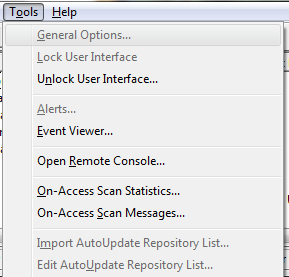 Tools Help
General Options...
Lock User Interface
Unlock User Interface...
Alerts...
Event Viewer...
Open Remote Console...
On-Access Scan Statistics...
On-Access Scan Messages...
Import AutoUpdate Repository List...
Edit AutoUpdate Repository List...